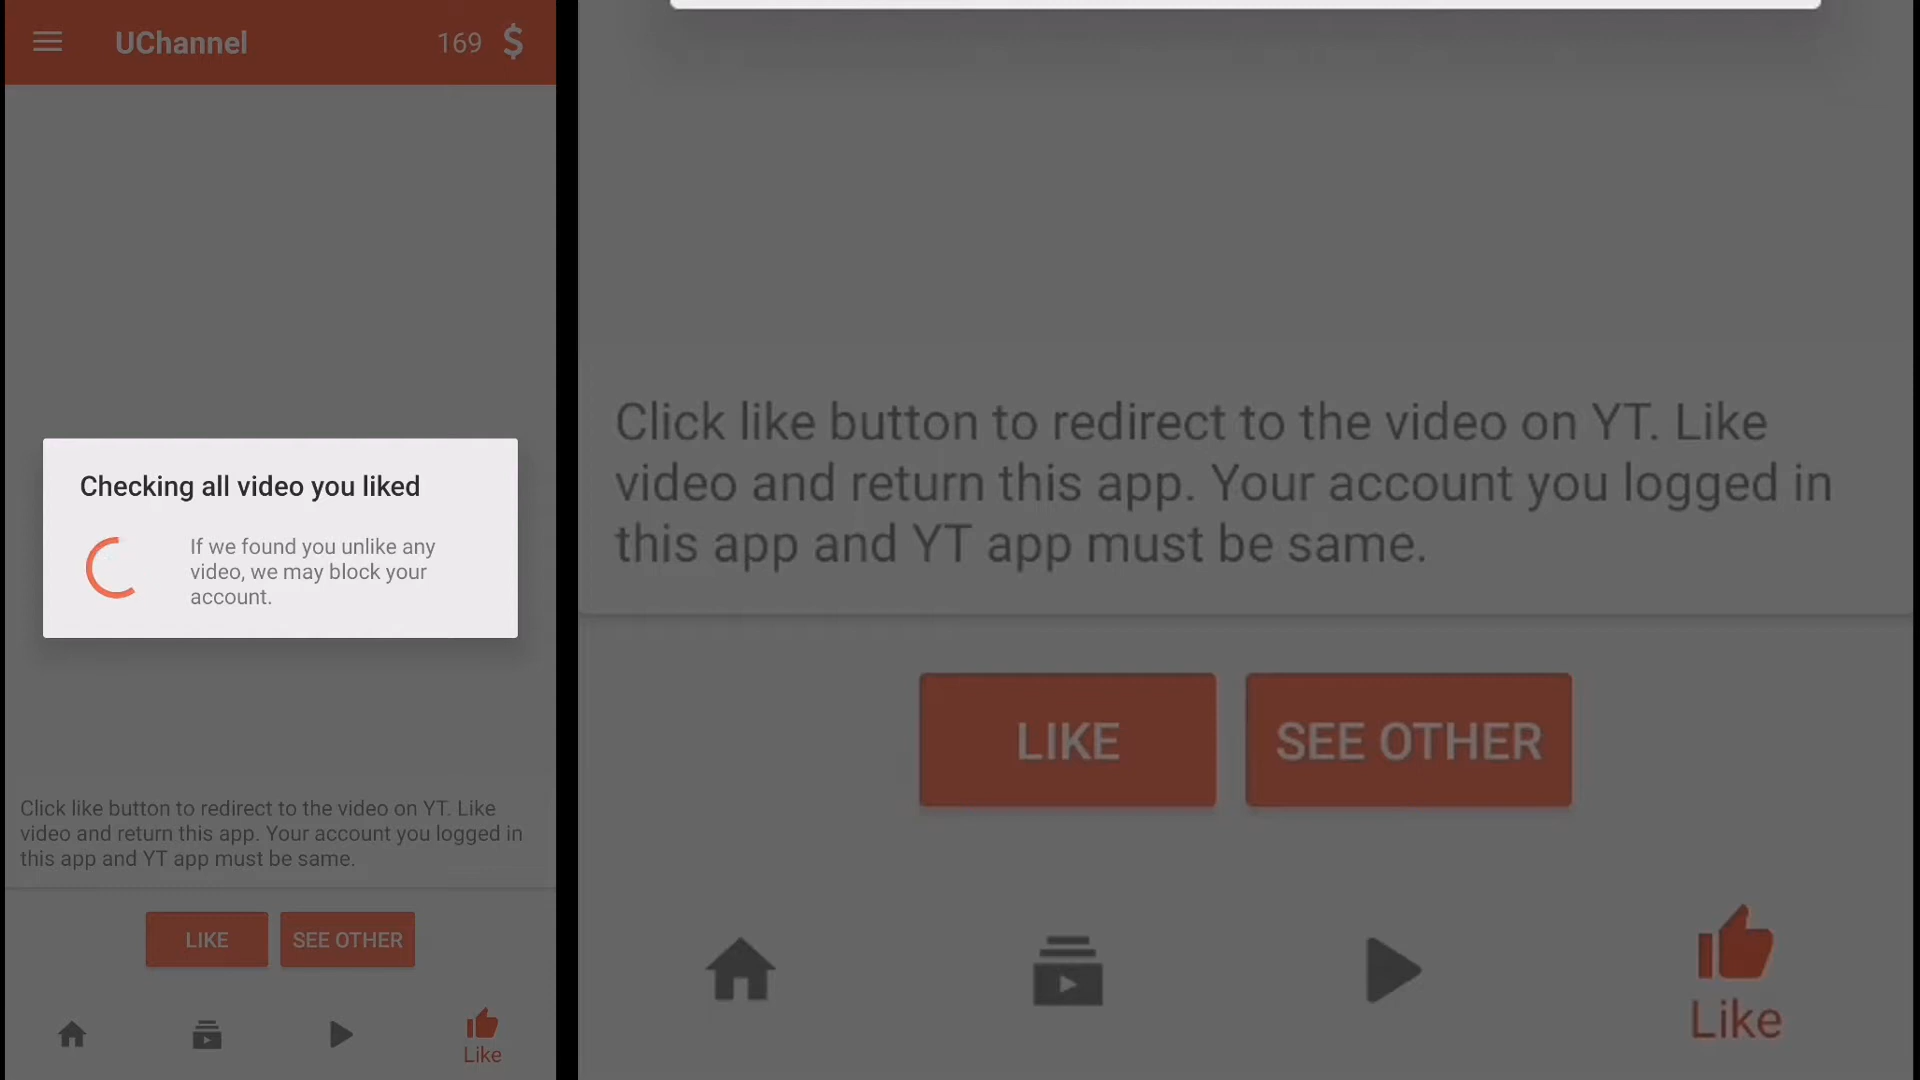 UChannel
169 $
Checking all video you liked
If we found you unlike any
video, we may block your
account.
Click like button to redirect to the video on YT. Like
video and return this app. Your account you logged in
this app and YT app must be same.
LIKE
SEE OTHER
Like
Click like button to redirect to the video on YT. Like
video and return this app. Your account you logged in
this app and YT app must be same.
LIKE
SEE OTHER
Like